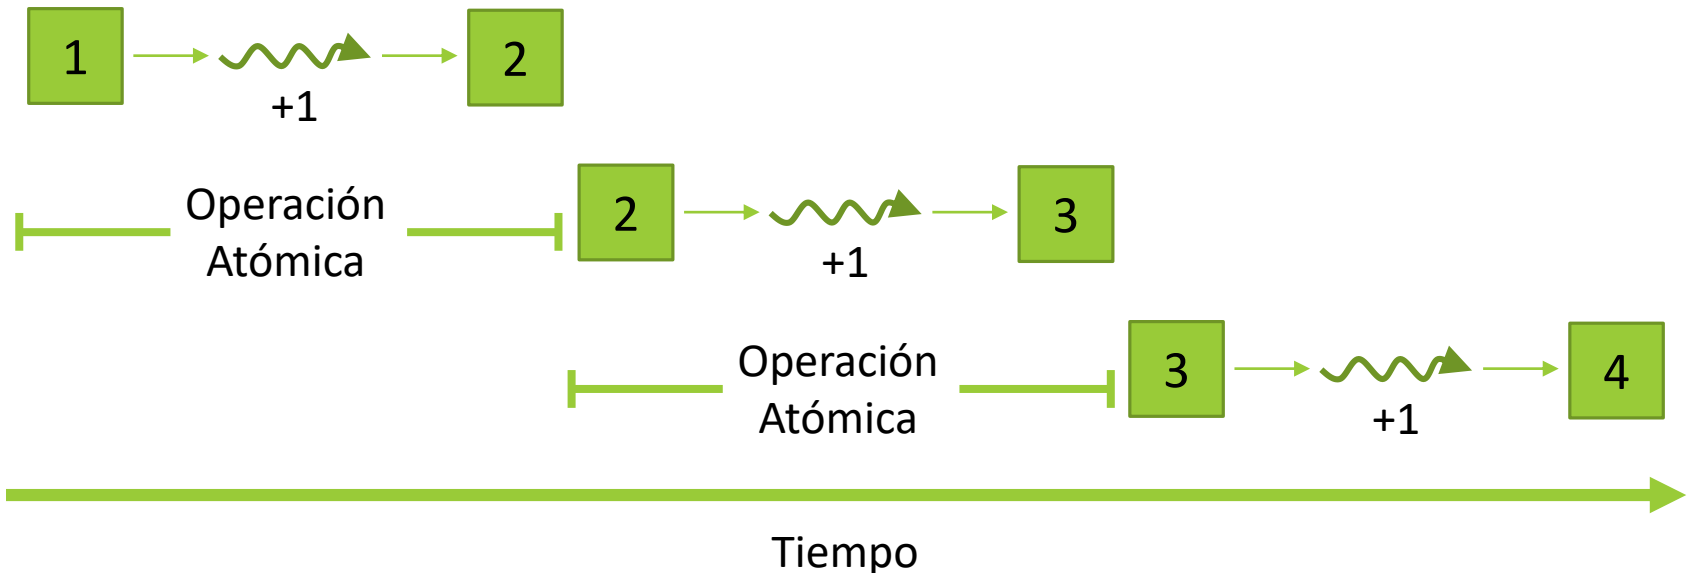 1
2
+1
Operación
Atómica
2
3
+1
Operación
Atómica
3
4
+1
Tiempo